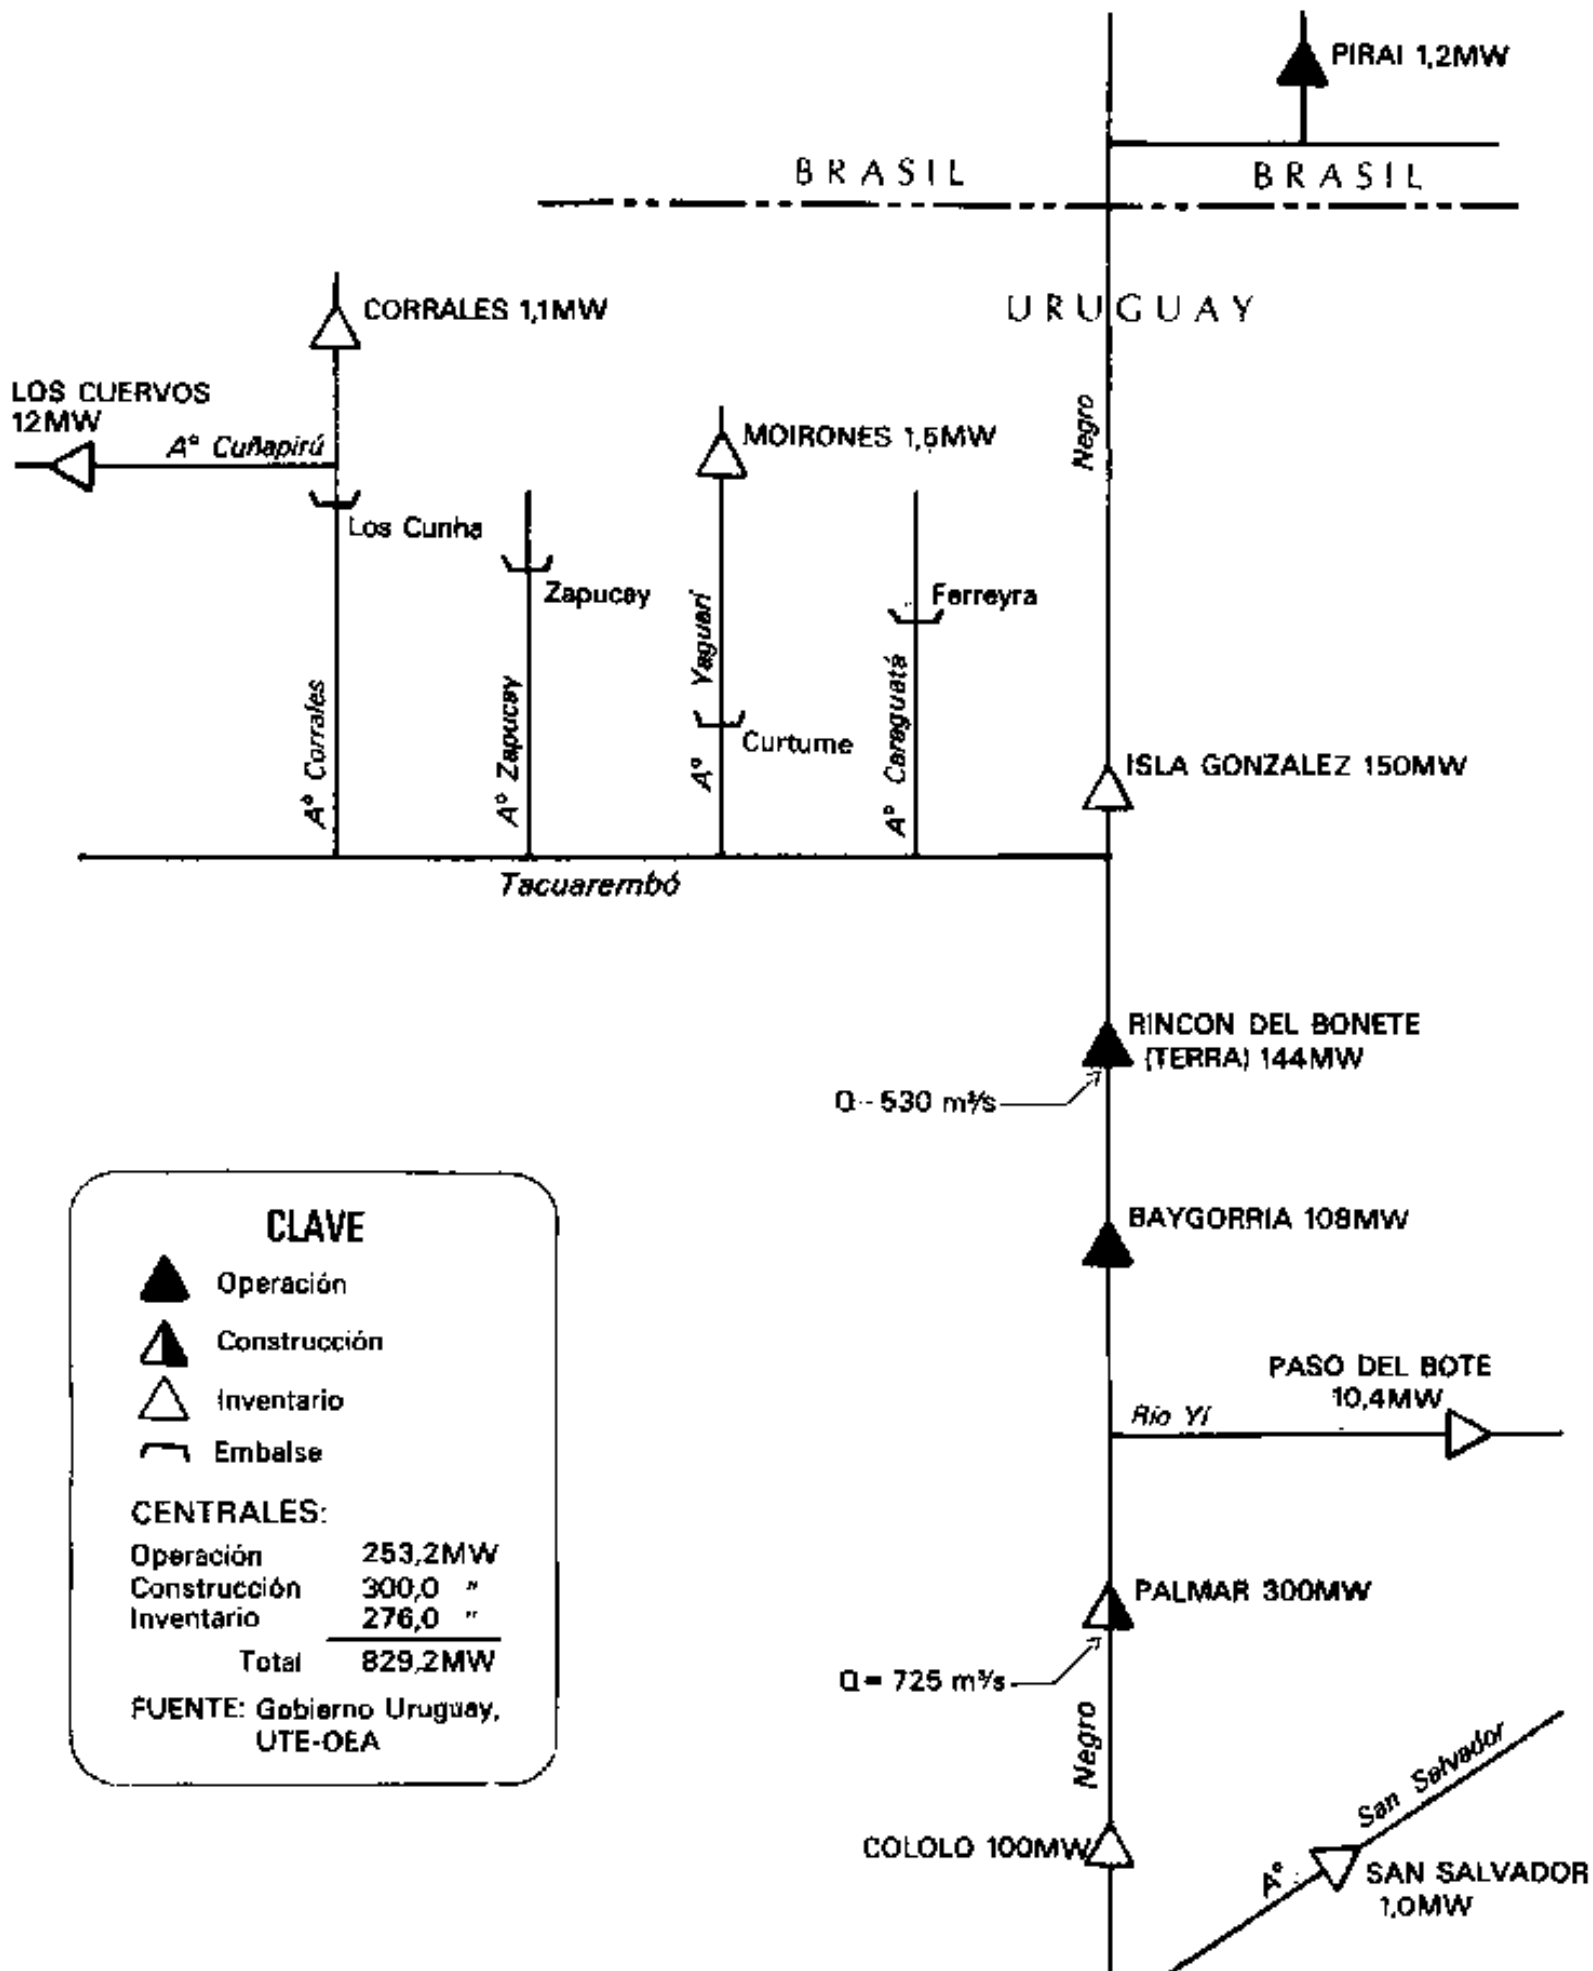 PIRAI 1,2MW
BRASIL
BRASIL
URUGUAY
CORRALES 1,1MW
LOS CUERVOS
12MW
A° Cuñapirú
MOIRONES 1,5MW
Negro
Los Cunha
Zapucay
Ferreyra
A° Yaguarí
Curtume
A° Corrales
A° Zapucay
A° Caraguatá
ISLA GONZALEZ 150MW
Tacuarembó
RINCON DEL BONETE
(TERRA) 144MW
Q - 530 m³/s
BAYGORRIA 108MW
PASO DEL BOTE
10,4MW
Río Yí
PALMAR 300MW
Q = 725 m³/s
Negro
COLOLO 100MW
A° San Salvador
SAN SALVADOR
1,0MW
CLAVE
Operación
Construcción
Inventario
Embalse
CENTRALES:
Operación 253,2MW
Construcción 300,0 "
Inventario 276,0 "
Total 829,2MW
FUENTE: Gobierno Uruguay,
UTE-OEA